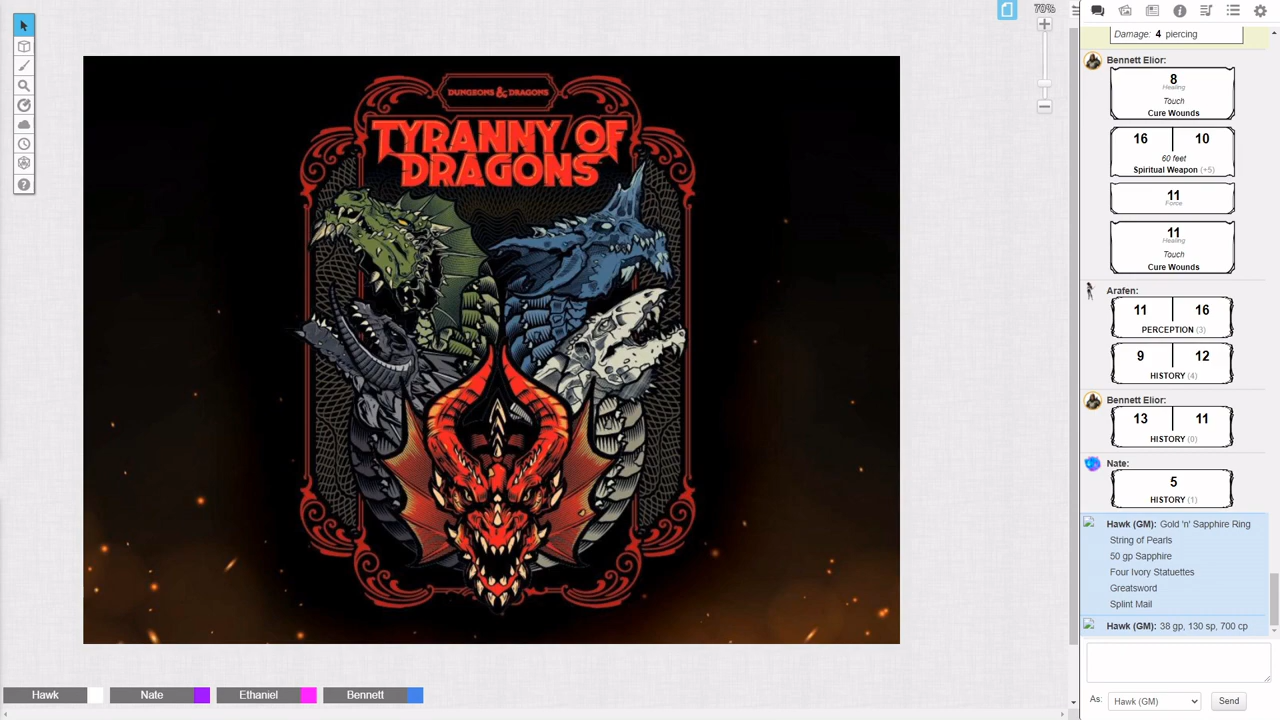 70%
DUNGEONS & DRAGONS
TYRANNY OF
DRAGONS
Hawk
Nate
Ethaniel
Bennett
Damage: 4 piercing
Bennett Elior:
8
Healing
Touch
Cure Wounds
16 10
60 feet
Spiritual Weapon (+5)
11
Force
11
Healing
Touch
Cure Wounds
Arafen:
11 16
PERCEPTION (3)
9 12
HISTORY (4)
Bennett Elior:
13 11
HISTORY (0)
Nate:
5
HISTORY (1)
Hawk (GM): Gold 'n' Sapphire Ring
String of Pearls
50 gp Sapphire
Four Ivory Statuettes
Greatsword
Splint Mail
Hawk (GM): 38 gp, 130 sp, 700 cp
As: Hawk (GM) Send